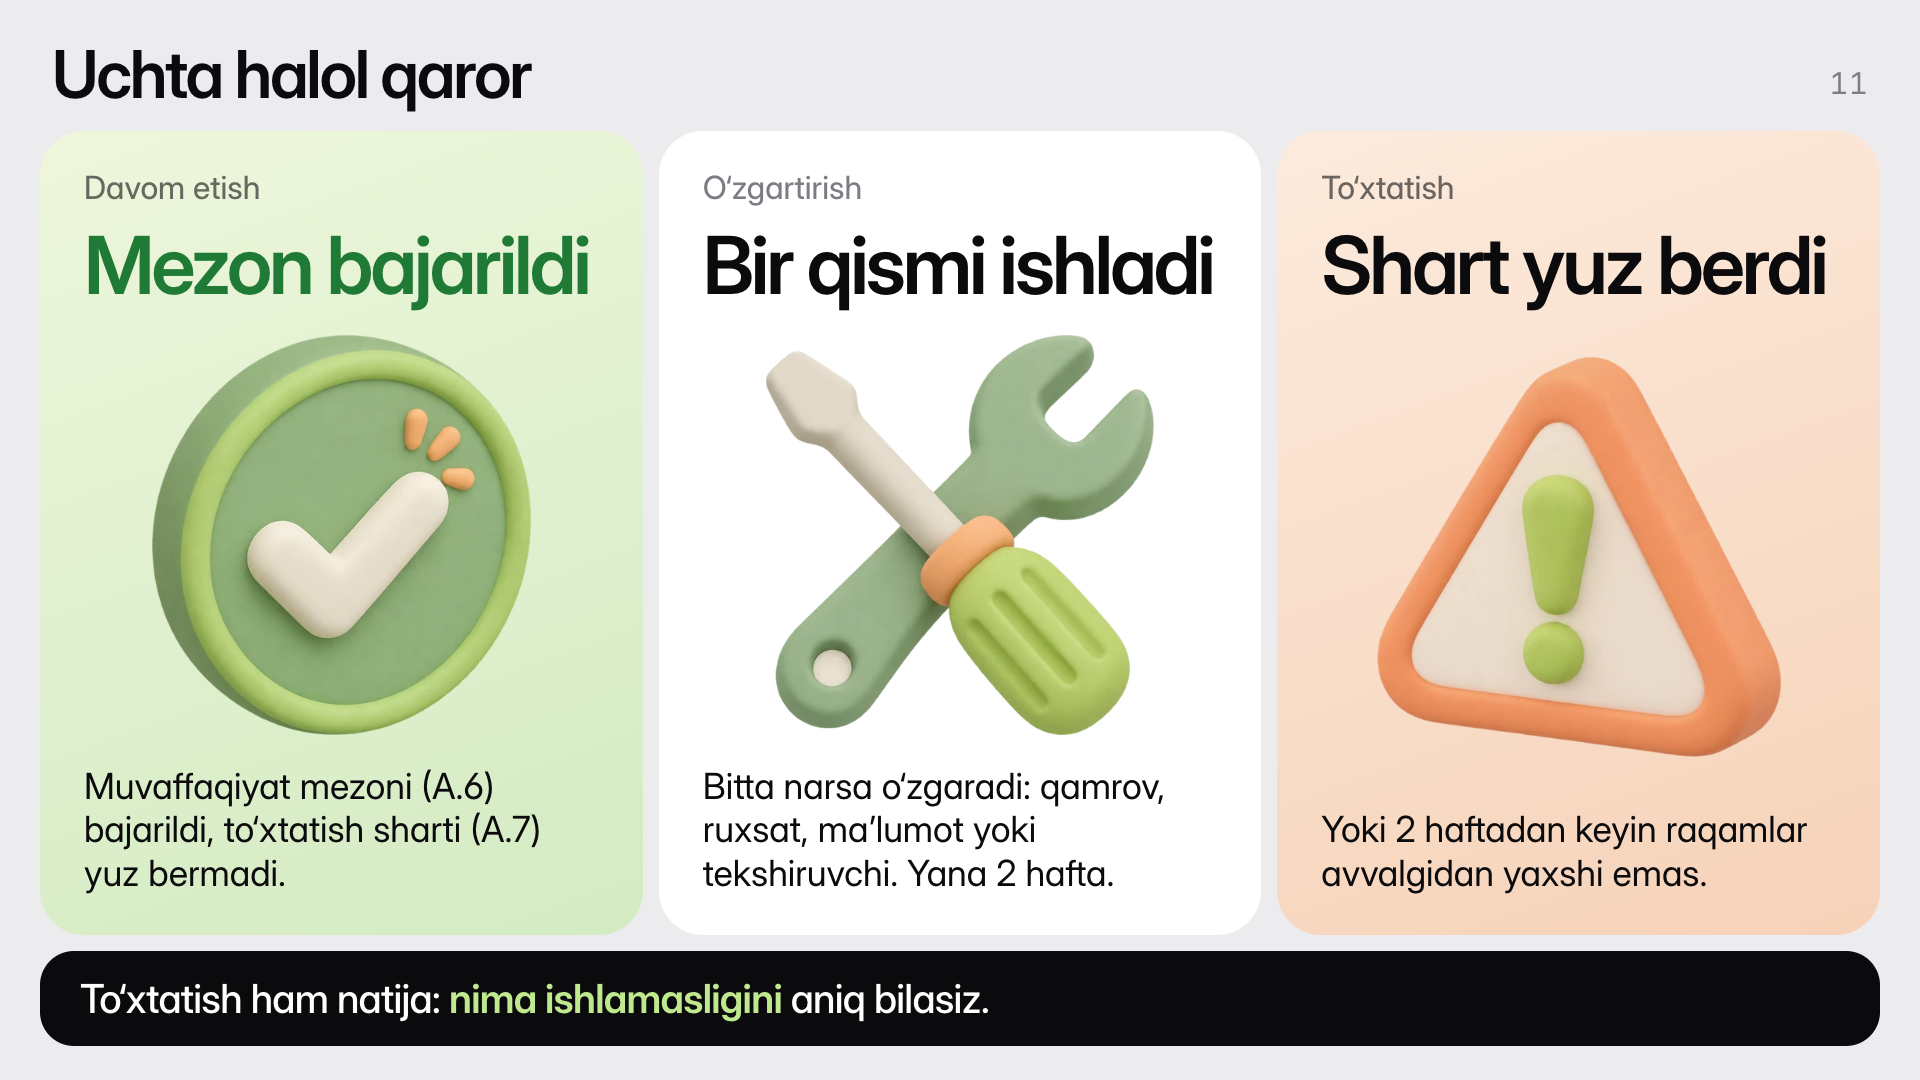 Uchta halol qaror
11
Davom etish
Mezon bajarildi
Muvaffaqiyat mezoni (A.6)
bajarildi, to‘xtatish sharti (A.7)
yuz bermadi.
O‘zgartirish
Bir qismi ishladi
Bitta narsa o‘zgaradi: qamrov,
ruxsat, ma’lumot yoki
tekshiruvchi. Yana 2 hafta.
To‘xtatish
Shart yuz berdi
Yoki 2 haftadan keyin raqamlar
avvalgidan yaxshi emas.
To‘xtatish ham natija: nima ishlamasligini aniq bilasiz.